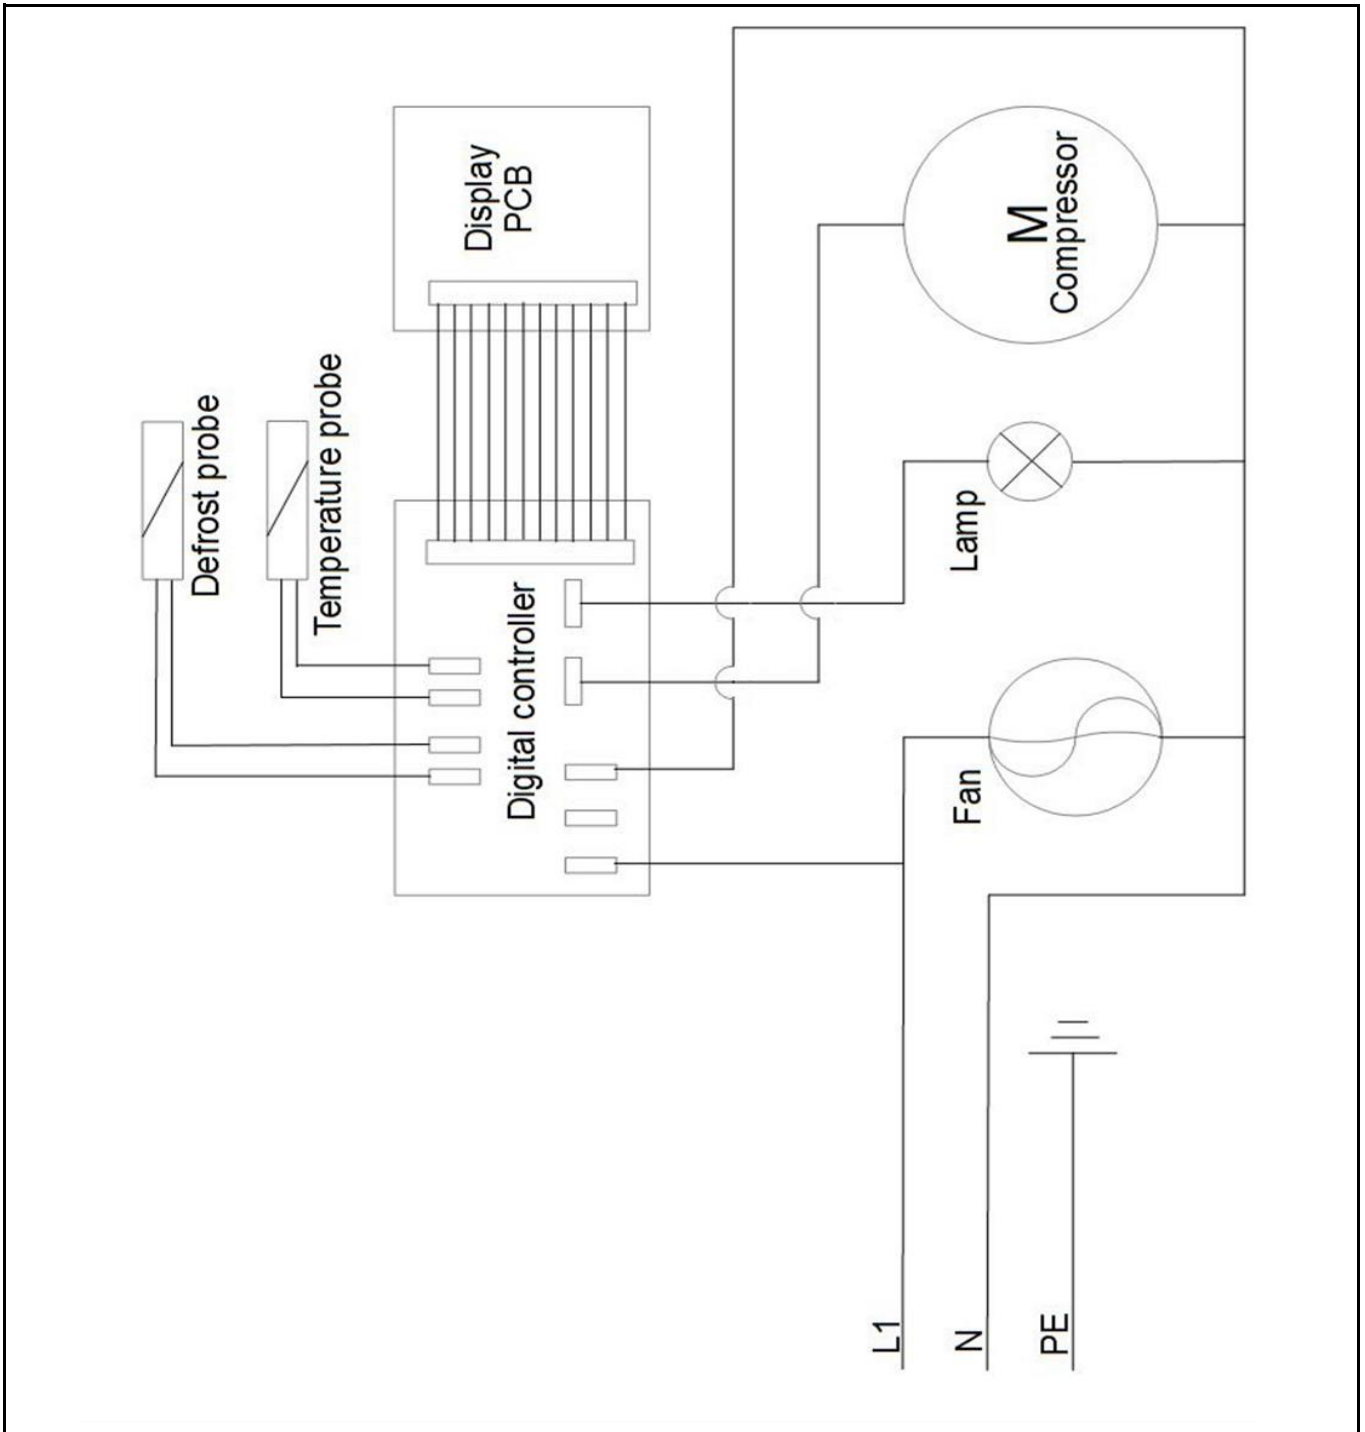 Display
PCB
M
Compressor
Defrost probe
Temperature probe
Digital controller
Lamp
Fan
L1
N
PE